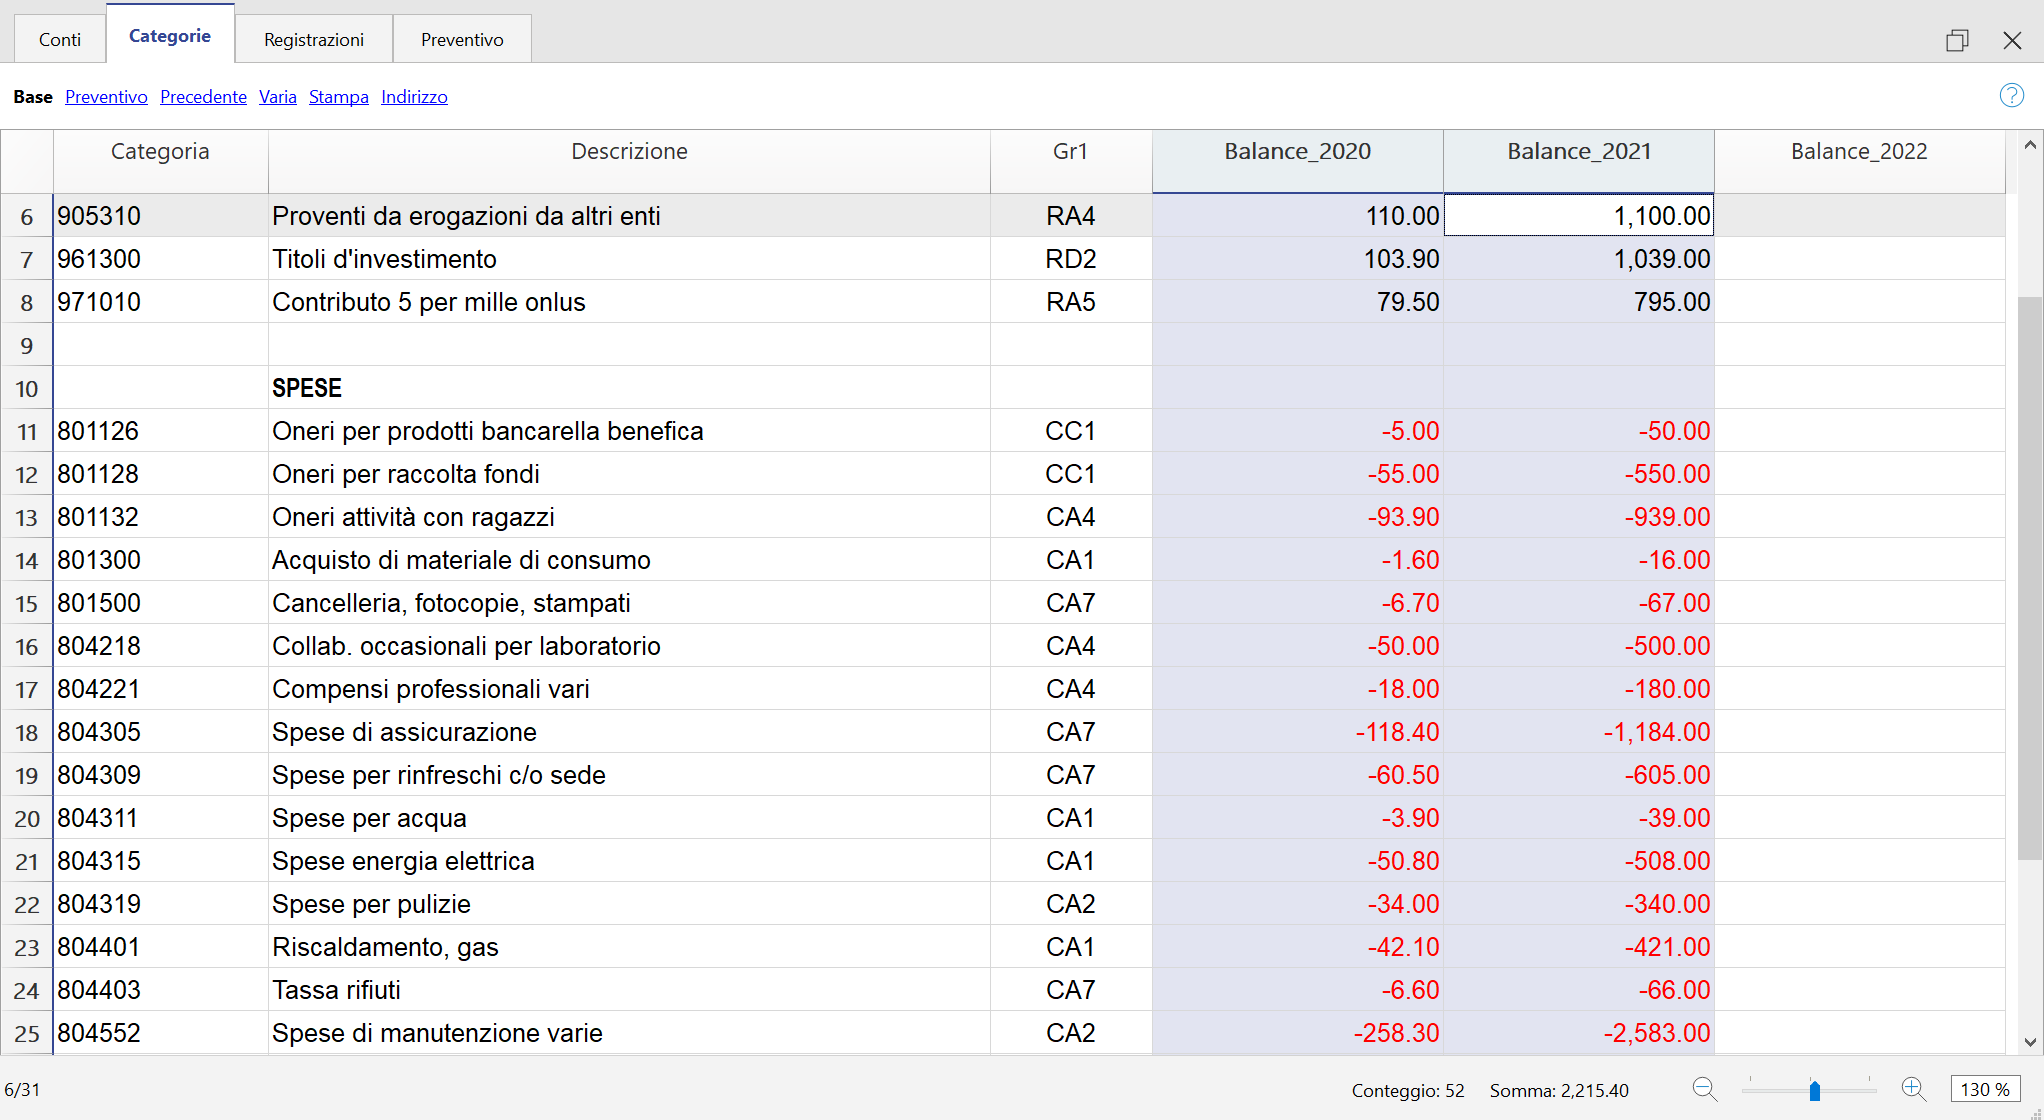 Conti Categorie Registrazioni Preventivo
Base Preventivo Precedente Varia Stampa Indirizzo ?
Categoria Descrizione Gr1 Balance_2020 Balance_2021 Balance_2022
6 905310 Proventi da erogazioni da altri enti RA4 110.00 1,100.00
7 961300 Titoli d'investimento RD2 103.90 1,039.00
8 971010 Contributo 5 per mille onlus RA5 79.50 795.00
9
10 SPESE
11 801126 Oneri per prodotti bancarella benefica CC1 -5.00 -50.00
12 801128 Oneri per raccolta fondi CC1 -55.00 -550.00
13 801132 Oneri attività con ragazzi CA4 -93.90 -939.00
14 801300 Acquisto di materiale di consumo CA1 -1.60 -16.00
15 801500 Cancelleria, fotocopie, stampati CA7 -6.70 -67.00
16 804218 Collab. occasionali per laboratorio CA4 -50.00 -500.00
17 804221 Compensi professionali vari CA4 -18.00 -180.00
18 804305 Spese di assicurazione CA7 -118.40 -1,184.00
19 804309 Spese per rinfreschi c/o sede CA7 -60.50 -605.00
20 804311 Spese per acqua CA1 -3.90 -39.00
21 804315 Spese energia elettrica CA1 -50.80 -508.00
22 804319 Spese per pulizie CA2 -34.00 -340.00
23 804401 Riscaldamento, gas CA1 -42.10 -421.00
24 804403 Tassa rifiuti CA7 -6.60 -66.00
25 804552 Spese di manutenzione varie CA2 -258.30 -2,583.00
6/31 Conteggio: 52 Somma: 2,215.40 130 %